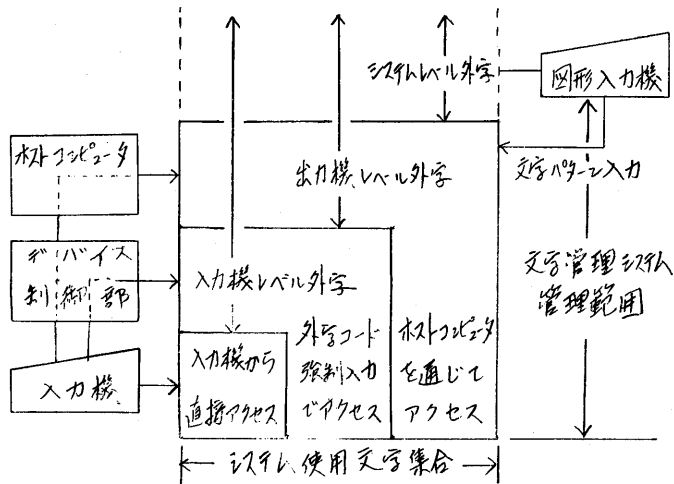 システムレベル外字
図形入力機
ホストコンピュータ
出力機レベル外字
文字パターン入力
デバイス
制御部
入力機レベル外字
文字管理システム
管理範囲
入力機から
直接アクセス
外字コード
強制入力
でアクセス
ホストコンピュータ
を通じて
アクセス
入力機
システム使用文字集合